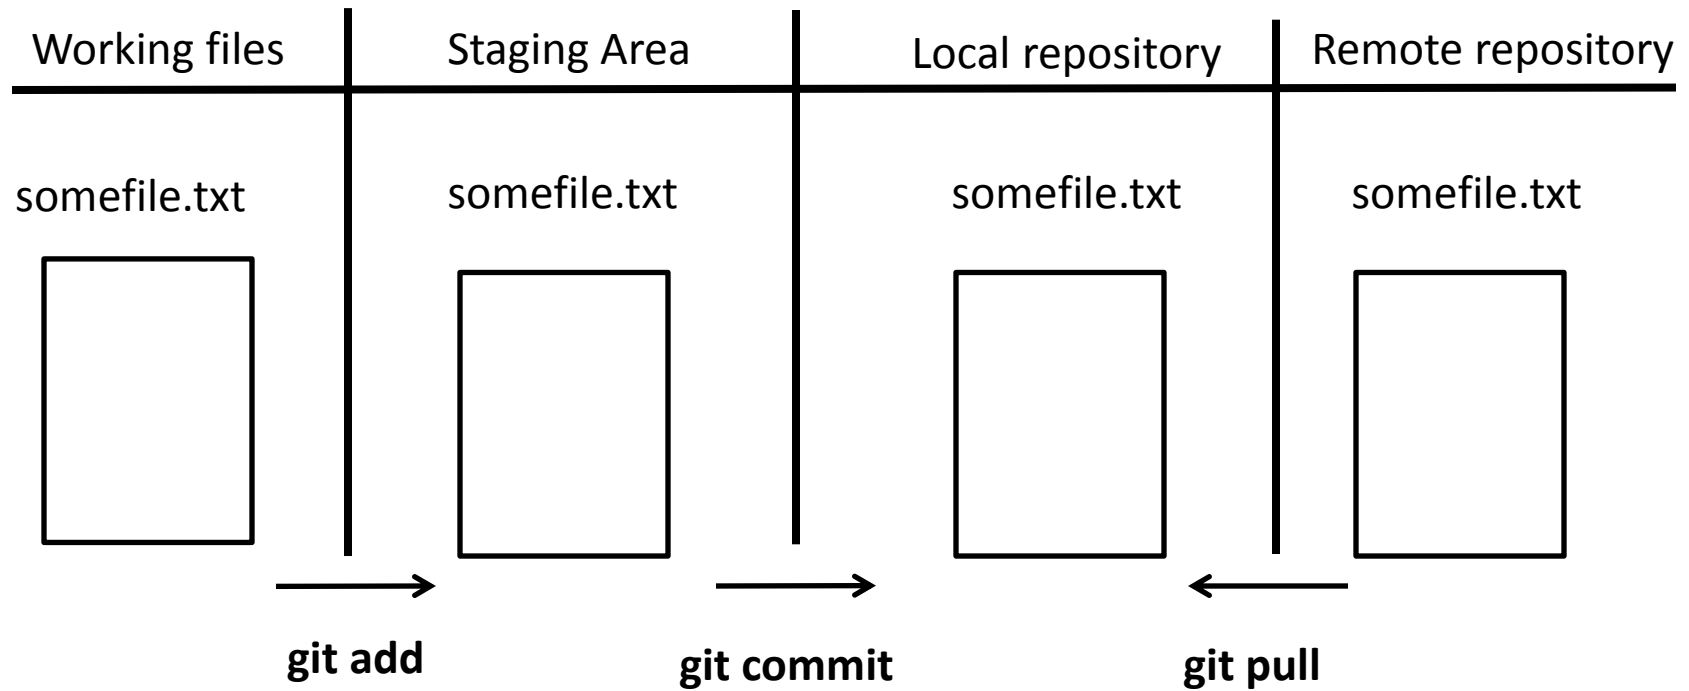 Working files
Staging Area
Local repository
Remote repository
somefile.txt
somefile.txt
somefile.txt
somefile.txt
git add
git commit
git pull